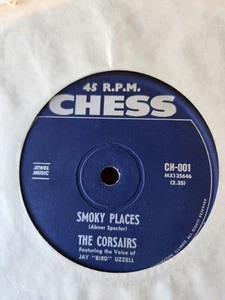 45 R.P.M.
CHESS
JEWEL
MUSIC
CH-001
MX135646
(2.35)
SMOKY PLACES
(Abner Spector)
THE CORSAIRS
Featuring the Voice of
JAY "BIRD" UZZELL